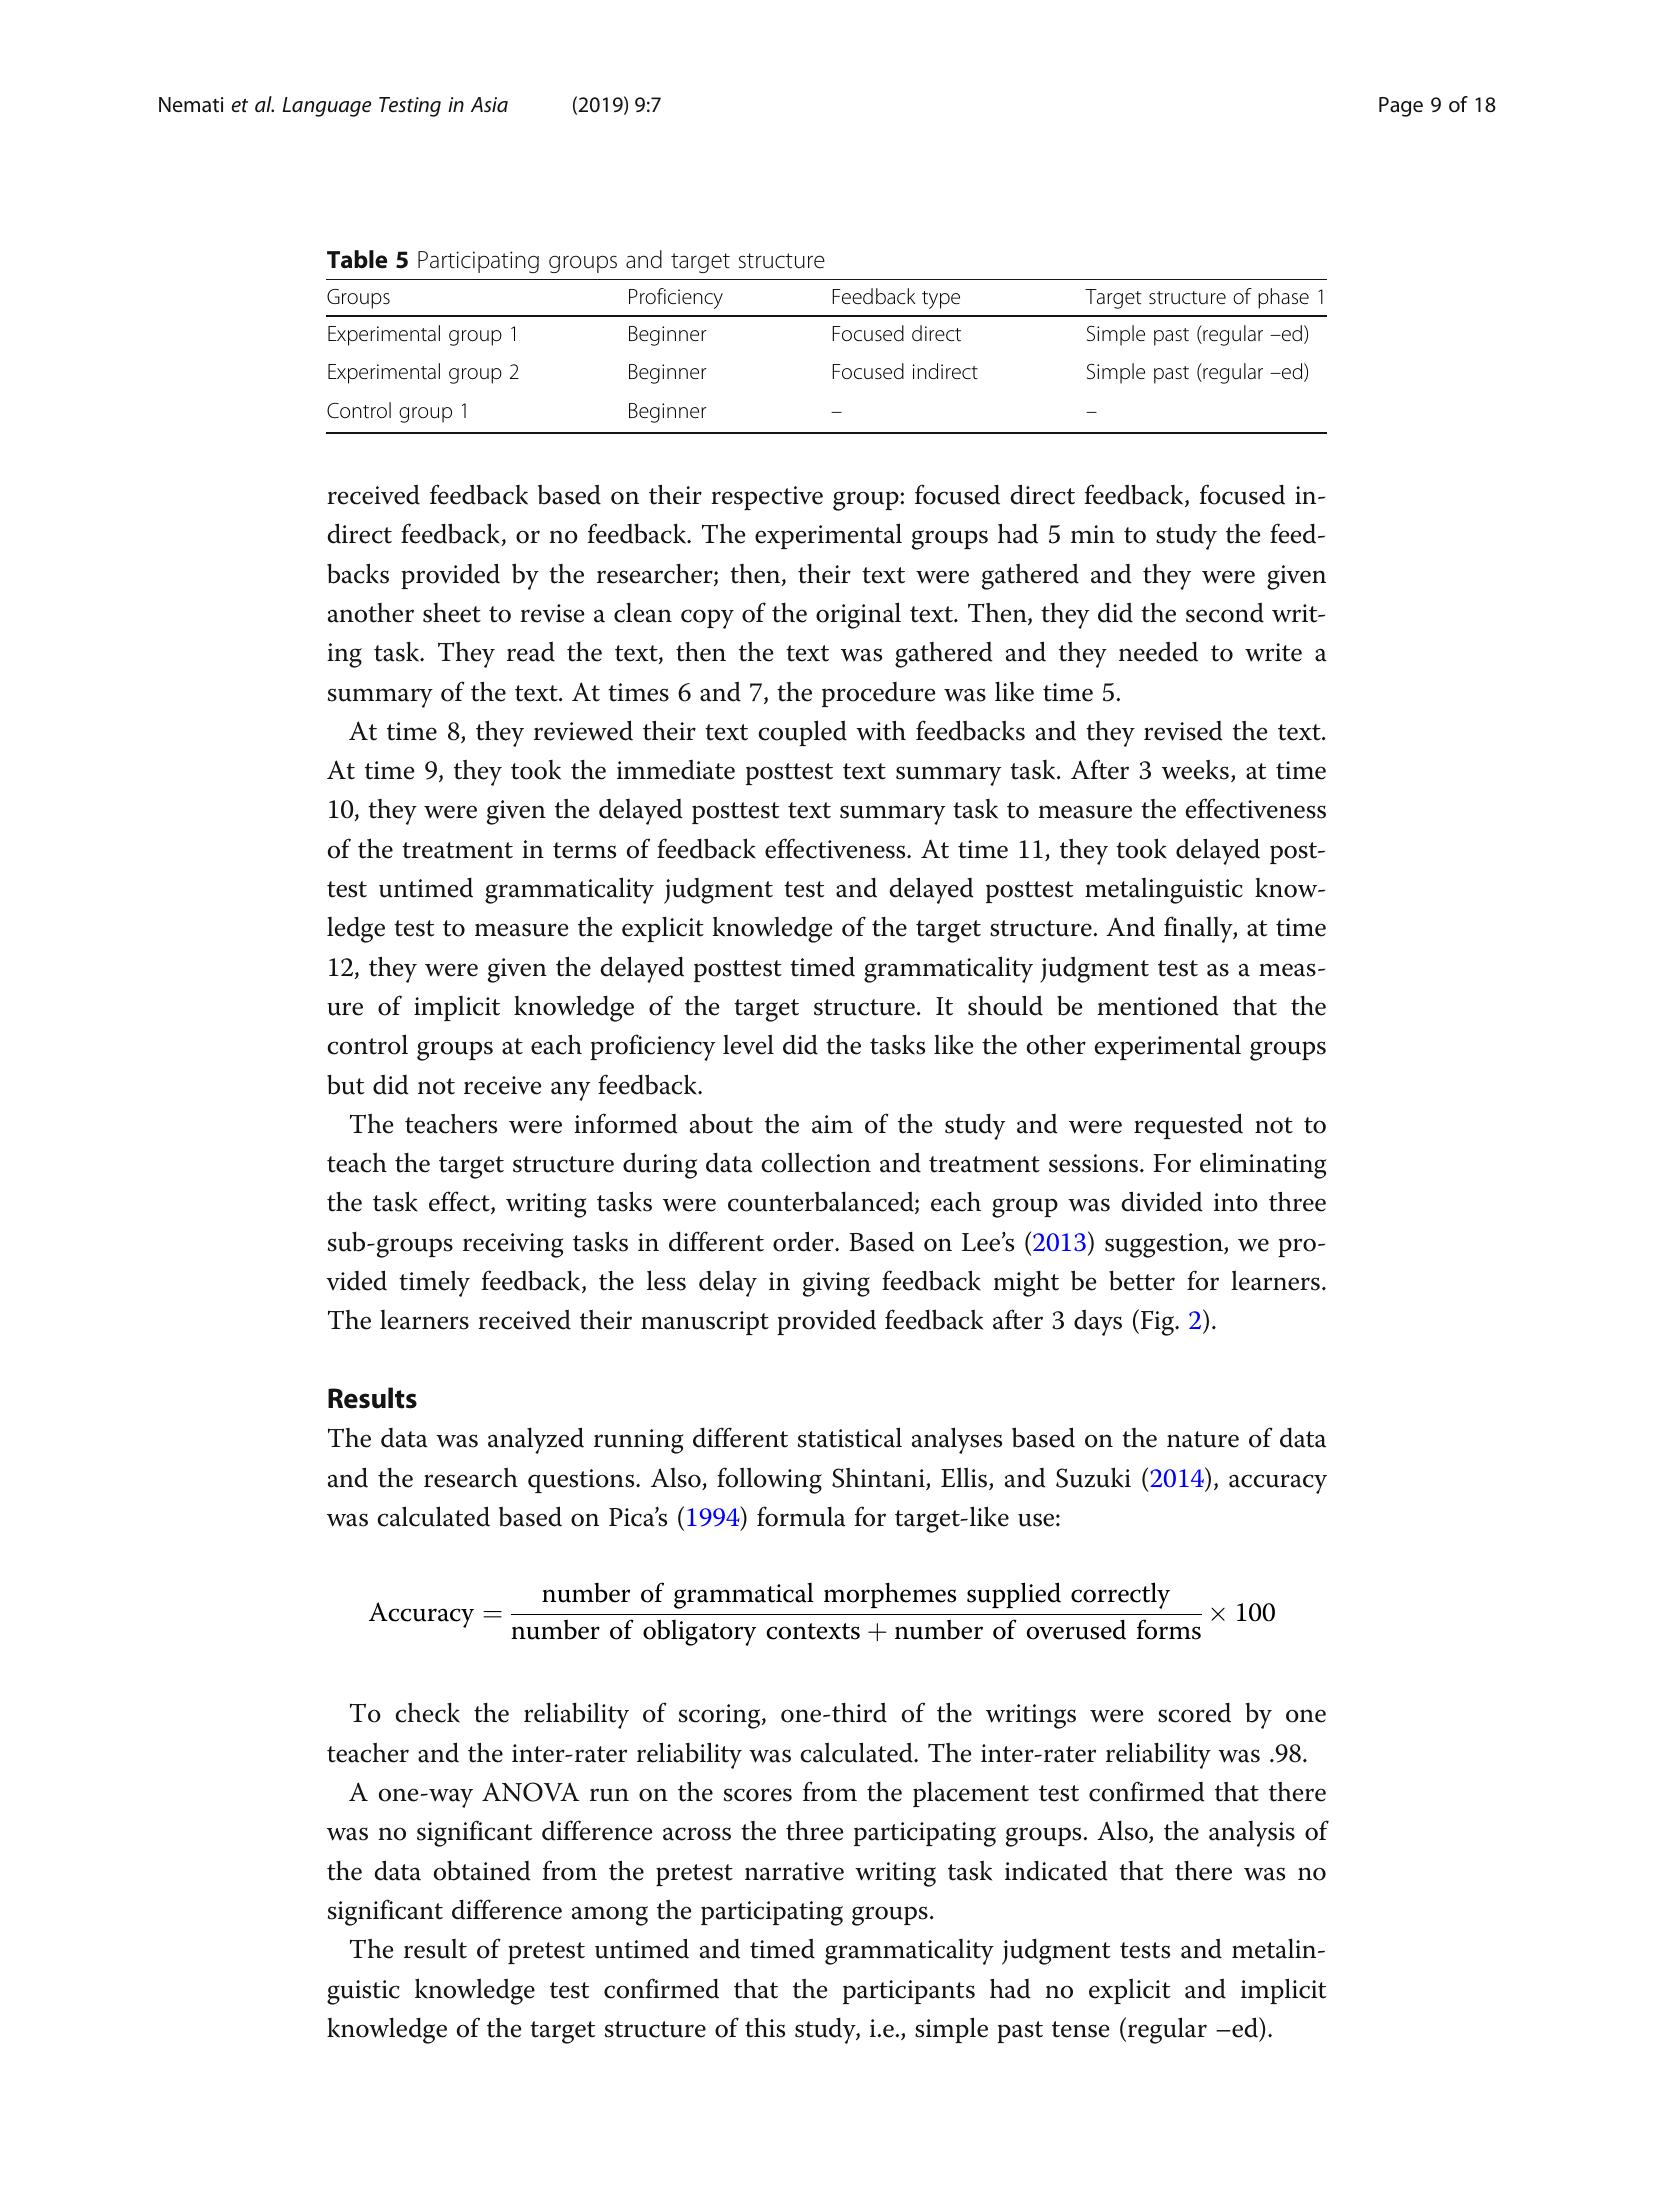 Nemati et al. Language Testing in Asia (2019) 9:7 Page 9 of 18
Table 5 Participating groups and target structure
Groups Proficiency Feedback type Target structure of phase 1
Experimental group 1 Beginner Focused direct Simple past (regular –ed)
Experimental group 2 Beginner Focused indirect Simple past (regular –ed)
Control group 1 Beginner – –
received feedback based on their respective group: focused direct feedback, focused in-
direct feedback, or no feedback. The experimental groups had 5 min to study the feed-
backs provided by the researcher; then, their text were gathered and they were given
another sheet to revise a clean copy of the original text. Then, they did the second writ-
ing task. They read the text, then the text was gathered and they needed to write a
summary of the text. At times 6 and 7, the procedure was like time 5.
At time 8, they reviewed their text coupled with feedbacks and they revised the text.
At time 9, they took the immediate posttest text summary task. After 3 weeks, at time
10, they were given the delayed posttest text summary task to measure the effectiveness
of the treatment in terms of feedback effectiveness. At time 11, they took delayed post-
test untimed grammaticality judgment test and delayed posttest metalinguistic know-
ledge test to measure the explicit knowledge of the target structure. And finally, at time
12, they were given the delayed posttest timed grammaticality judgment test as a meas-
ure of implicit knowledge of the target structure. It should be mentioned that the
control groups at each proficiency level did the tasks like the other experimental groups
but did not receive any feedback.
The teachers were informed about the aim of the study and were requested not to
teach the target structure during data collection and treatment sessions. For eliminating
the task effect, writing tasks were counterbalanced; each group was divided into three
sub-groups receiving tasks in different order. Based on Lee’s (2013) suggestion, we pro-
vided timely feedback, the less delay in giving feedback might be better for learners.
The learners received their manuscript provided feedback after 3 days (Fig. 2).
Results
The data was analyzed running different statistical analyses based on the nature of data
and the research questions. Also, following Shintani, Ellis, and Suzuki (2014), accuracy
was calculated based on Pica’s (1994) formula for target-like use:
number of grammatical morphemes supplied correctly
Accuracy = × 100
number of obligatory contexts + number of overused forms
To check the reliability of scoring, one-third of the writings were scored by one
teacher and the inter-rater reliability was calculated. The inter-rater reliability was .98.
A one-way ANOVA run on the scores from the placement test confirmed that there
was no significant difference across the three participating groups. Also, the analysis of
the data obtained from the pretest narrative writing task indicated that there was no
significant difference among the participating groups.
The result of pretest untimed and timed grammaticality judgment tests and metalin-
guistic knowledge test confirmed that the participants had no explicit and implicit
knowledge of the target structure of this study, i.e., simple past tense (regular –ed).